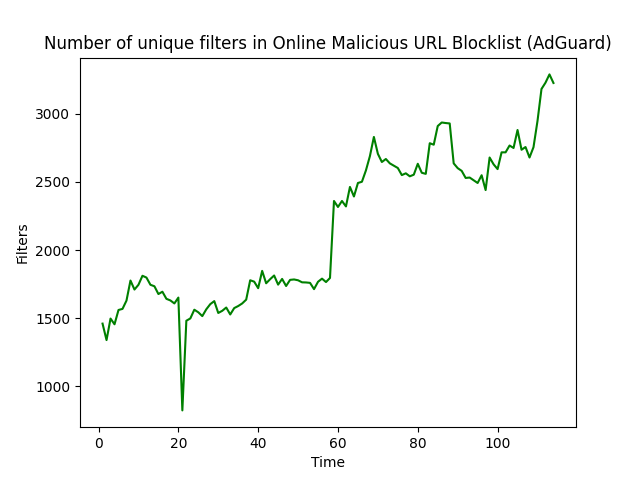 Number of unique filters in Online Malicious URL Blocklist (AdGuard)
3000
2500
2000
1500
1000
Filters
0 20 40 60 80 100
Time